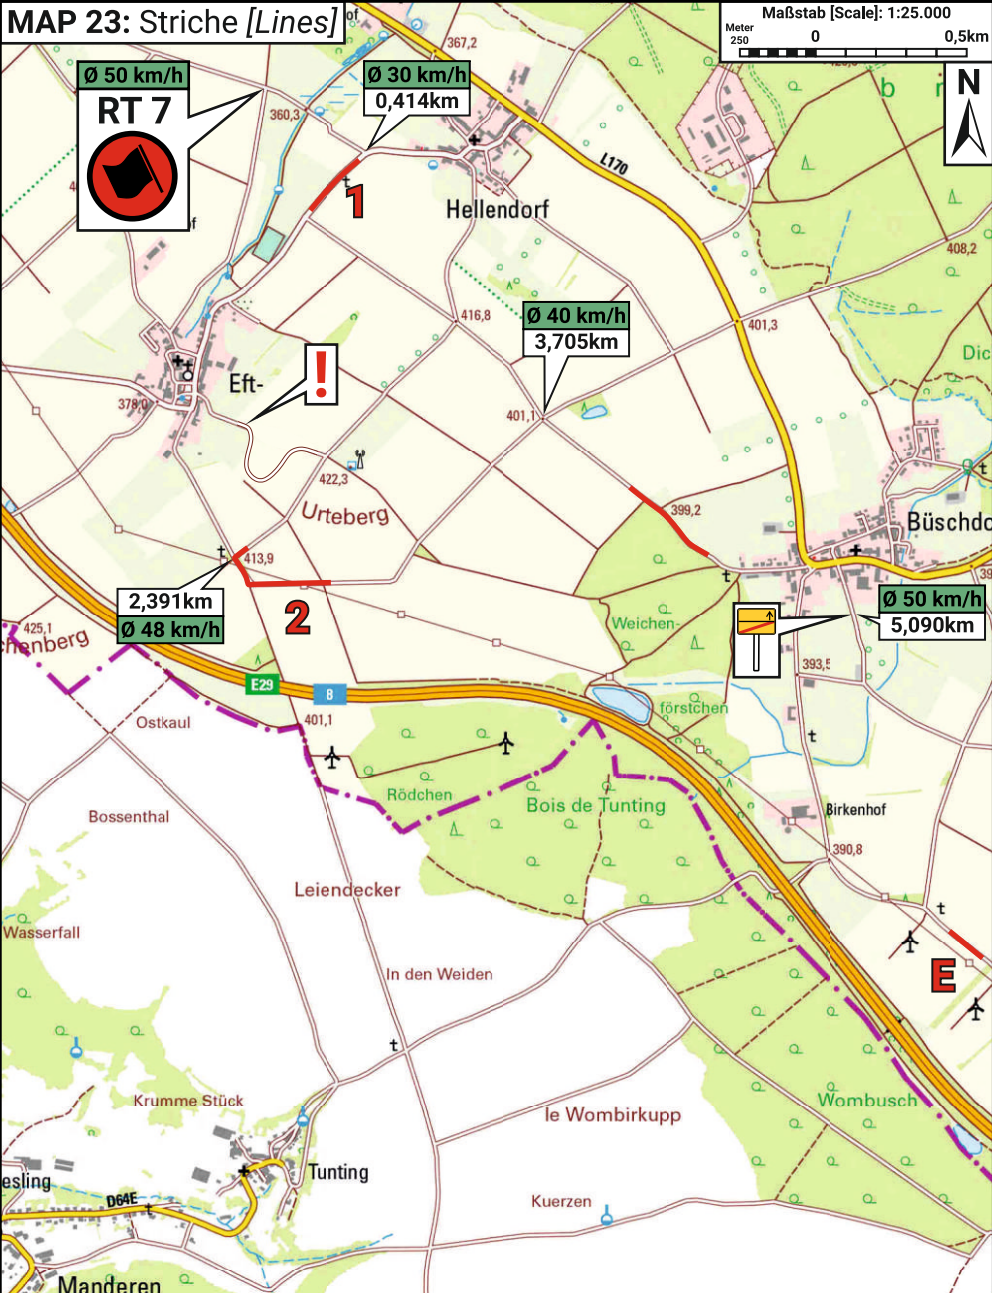 MAP 23: Striche [Lines]
of
367,2
Maßstab [Scale]: 1:25.000
Meter
250
0
0,5km
N
b r
Ø 50 km/h
RT 7
Ø 30 km/h
0,414km
360,3
L170
1
Hellendorf
of
408,2
416,8
Ø 40 km/h
3,705km
401,3
Dic
!
Eft-
378,0
401,1
422,3
Urteberg
399,2
Büschdo
413,9
2,391km
Ø 48 km/h
2
39
Ø 50 km/h
5,090km
Weichen-
425,1
chenberg
393,5
E29
8
förstchen
Ostkaul
401,1
Rödchen
Bois de Tunting
Bossenthal
Birkenhof
390,8
Leiendecker
Wasserfall
In den Weiden
E
Krumme Stück
Wombusch
le Wombirkupp
Tunting
esling
D64E
Kuerzen
Manderen